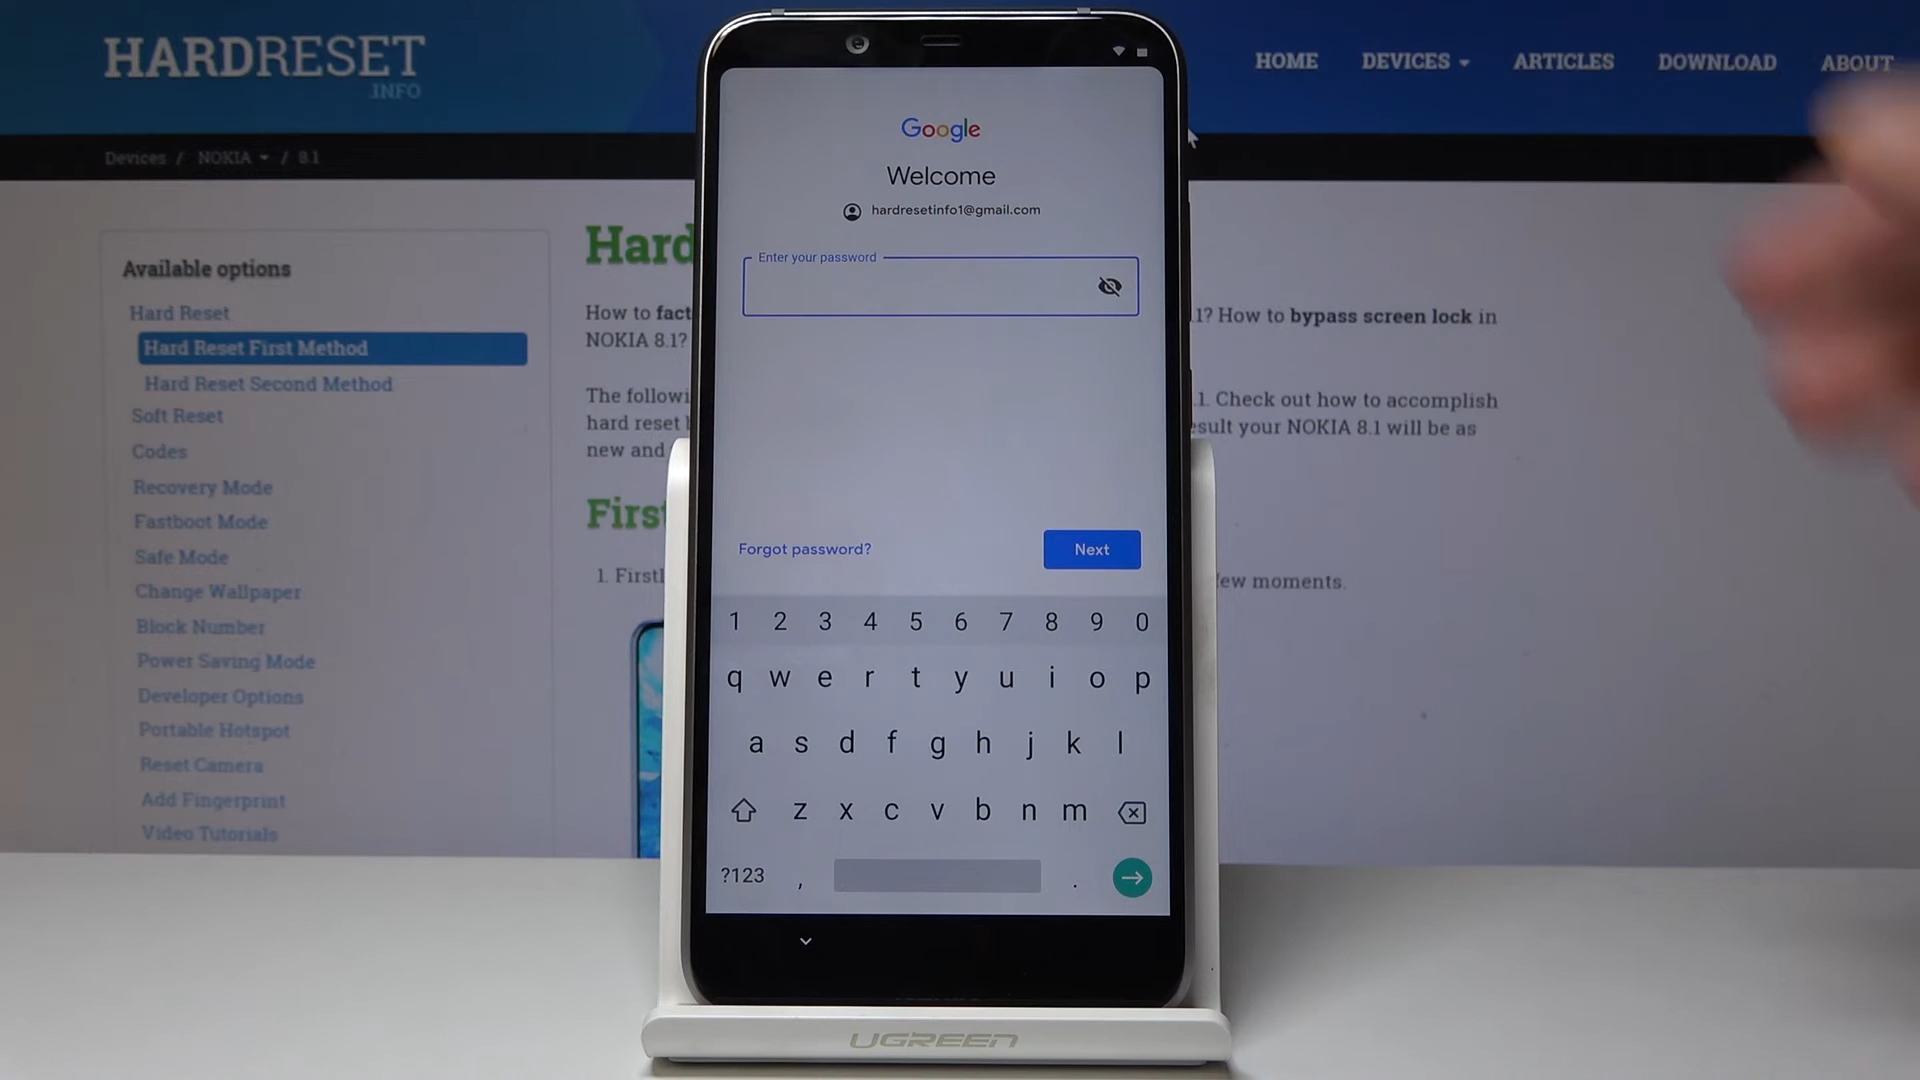 HARDRESET
.INFO
HOME DEVICES ARTICLES DOWNLOAD ABOUT
Devices / NOKIA / 8.1
Available options
Hard Reset
Hard Reset First Method
Hard Reset Second Method
Soft Reset
Codes
Recovery Mode
Fastboot Mode
Safe Mode
Change Wallpaper
Block Number
Power Saving Mode
Developer Options
Portable Hotspot
Reset Camera
Add Fingerprint
Video Tutorials
Hard
How to fact
.1? How to bypass screen lock in
NOKIA 8.1?
The followi
1. Check out how to accomplish
hard reset
esult your NOKIA 8.1 will be as
new and
First
1. Firstl
few moments.
Google
Welcome
hardresetinfo1@gmail.com
Enter your password
Forgot password?
Next
1 2 3 4 5 6 7 8 9 0
q w e r t y u i o p
a s d f g h j k l
z x c v b n m
?123 , .
UGREEN